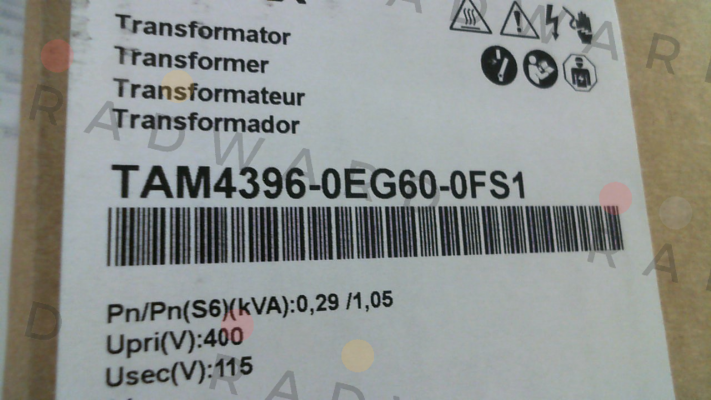 Transformator
Transformer
Transformateur
Transformador
TAM4396-0EG60-0FS1
Pn/Pn(S6)(kVA):0,29 /1,05
Upri(V):400
Usec(V):115
RADWARD